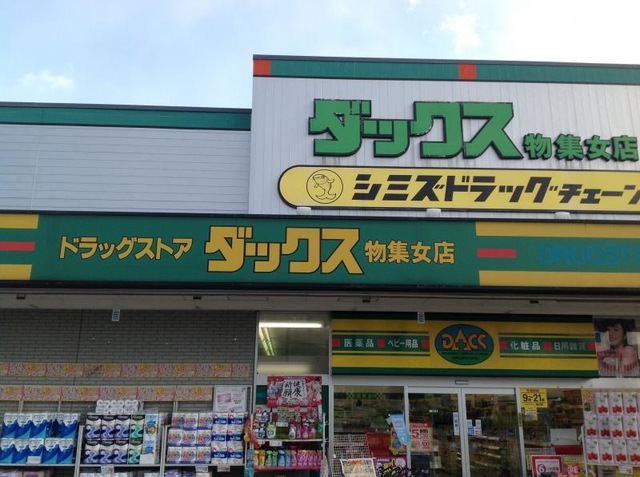 ダックス 物集女店
シミズドラッグチェーン
ドラッグストア ダックス 物集女店
医薬品 ベビー用品 DACS 化粧品 日用雑貨